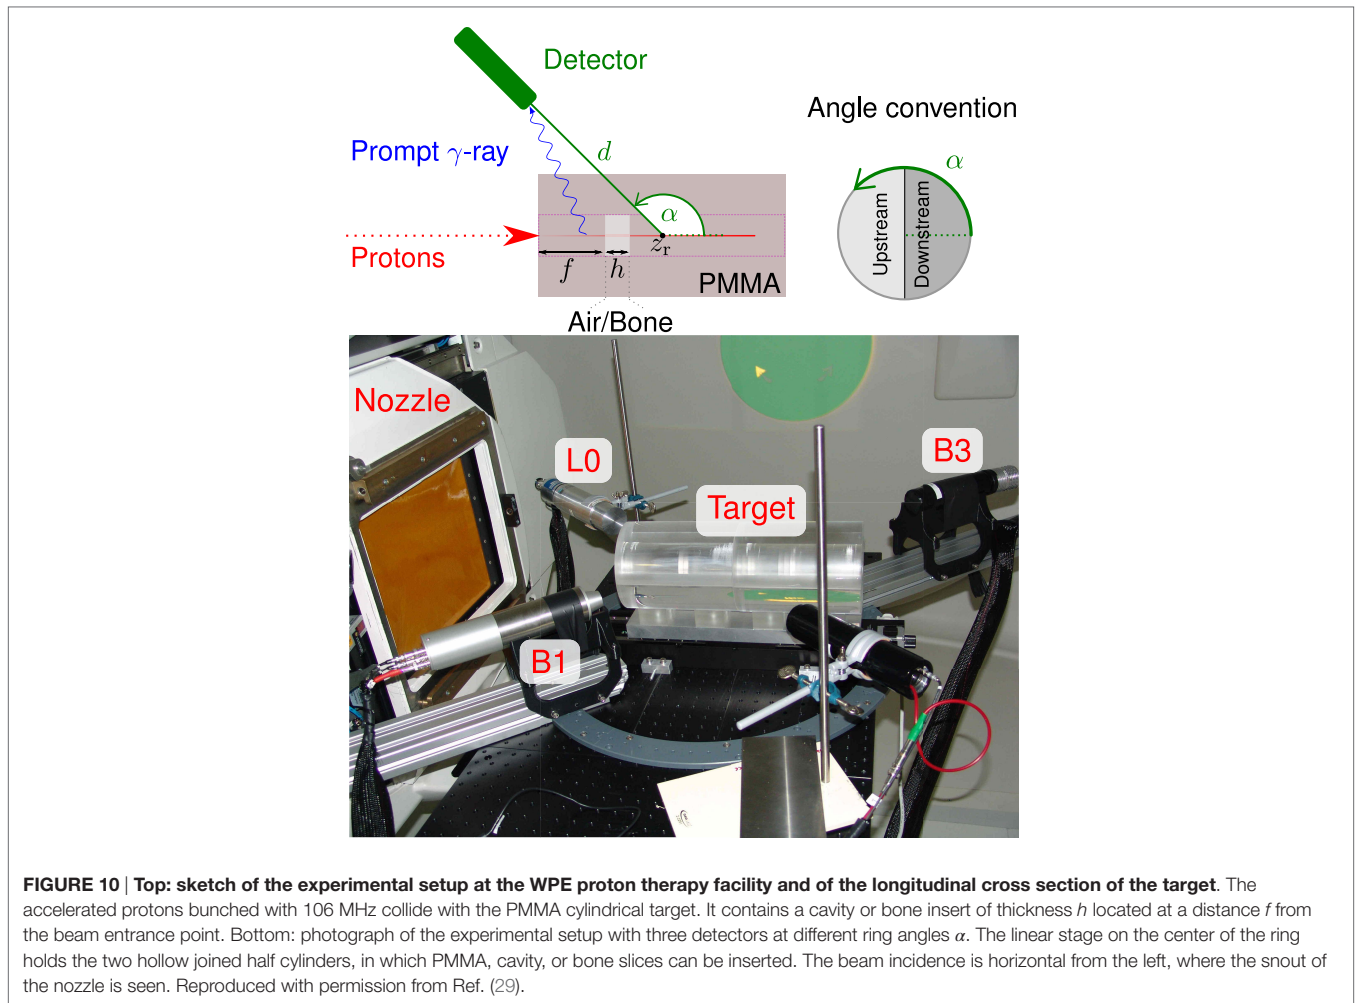 Detector
Angle convention
Prompt γ-ray
d
α
α
Upstream
Downstream
Protons
z_r
f
h
PMMA
Air/Bone
Nozzle
L0
B3
Target
B1
FIGURE 10 | Top: sketch of the experimental setup at the WPE proton therapy facility and of the longitudinal cross section of the target. The
accelerated protons bunched with 106 MHz collide with the PMMA cylindrical target. It contains a cavity or bone insert of thickness h located at a distance f from
the beam entrance point. Bottom: photograph of the experimental setup with three detectors at different ring angles α. The linear stage on the center of the ring
holds the two hollow joined half cylinders, in which PMMA, cavity, or bone slices can be inserted. The beam incidence is horizontal from the left, where the snout of
the nozzle is seen. Reproduced with permission from Ref. (29).